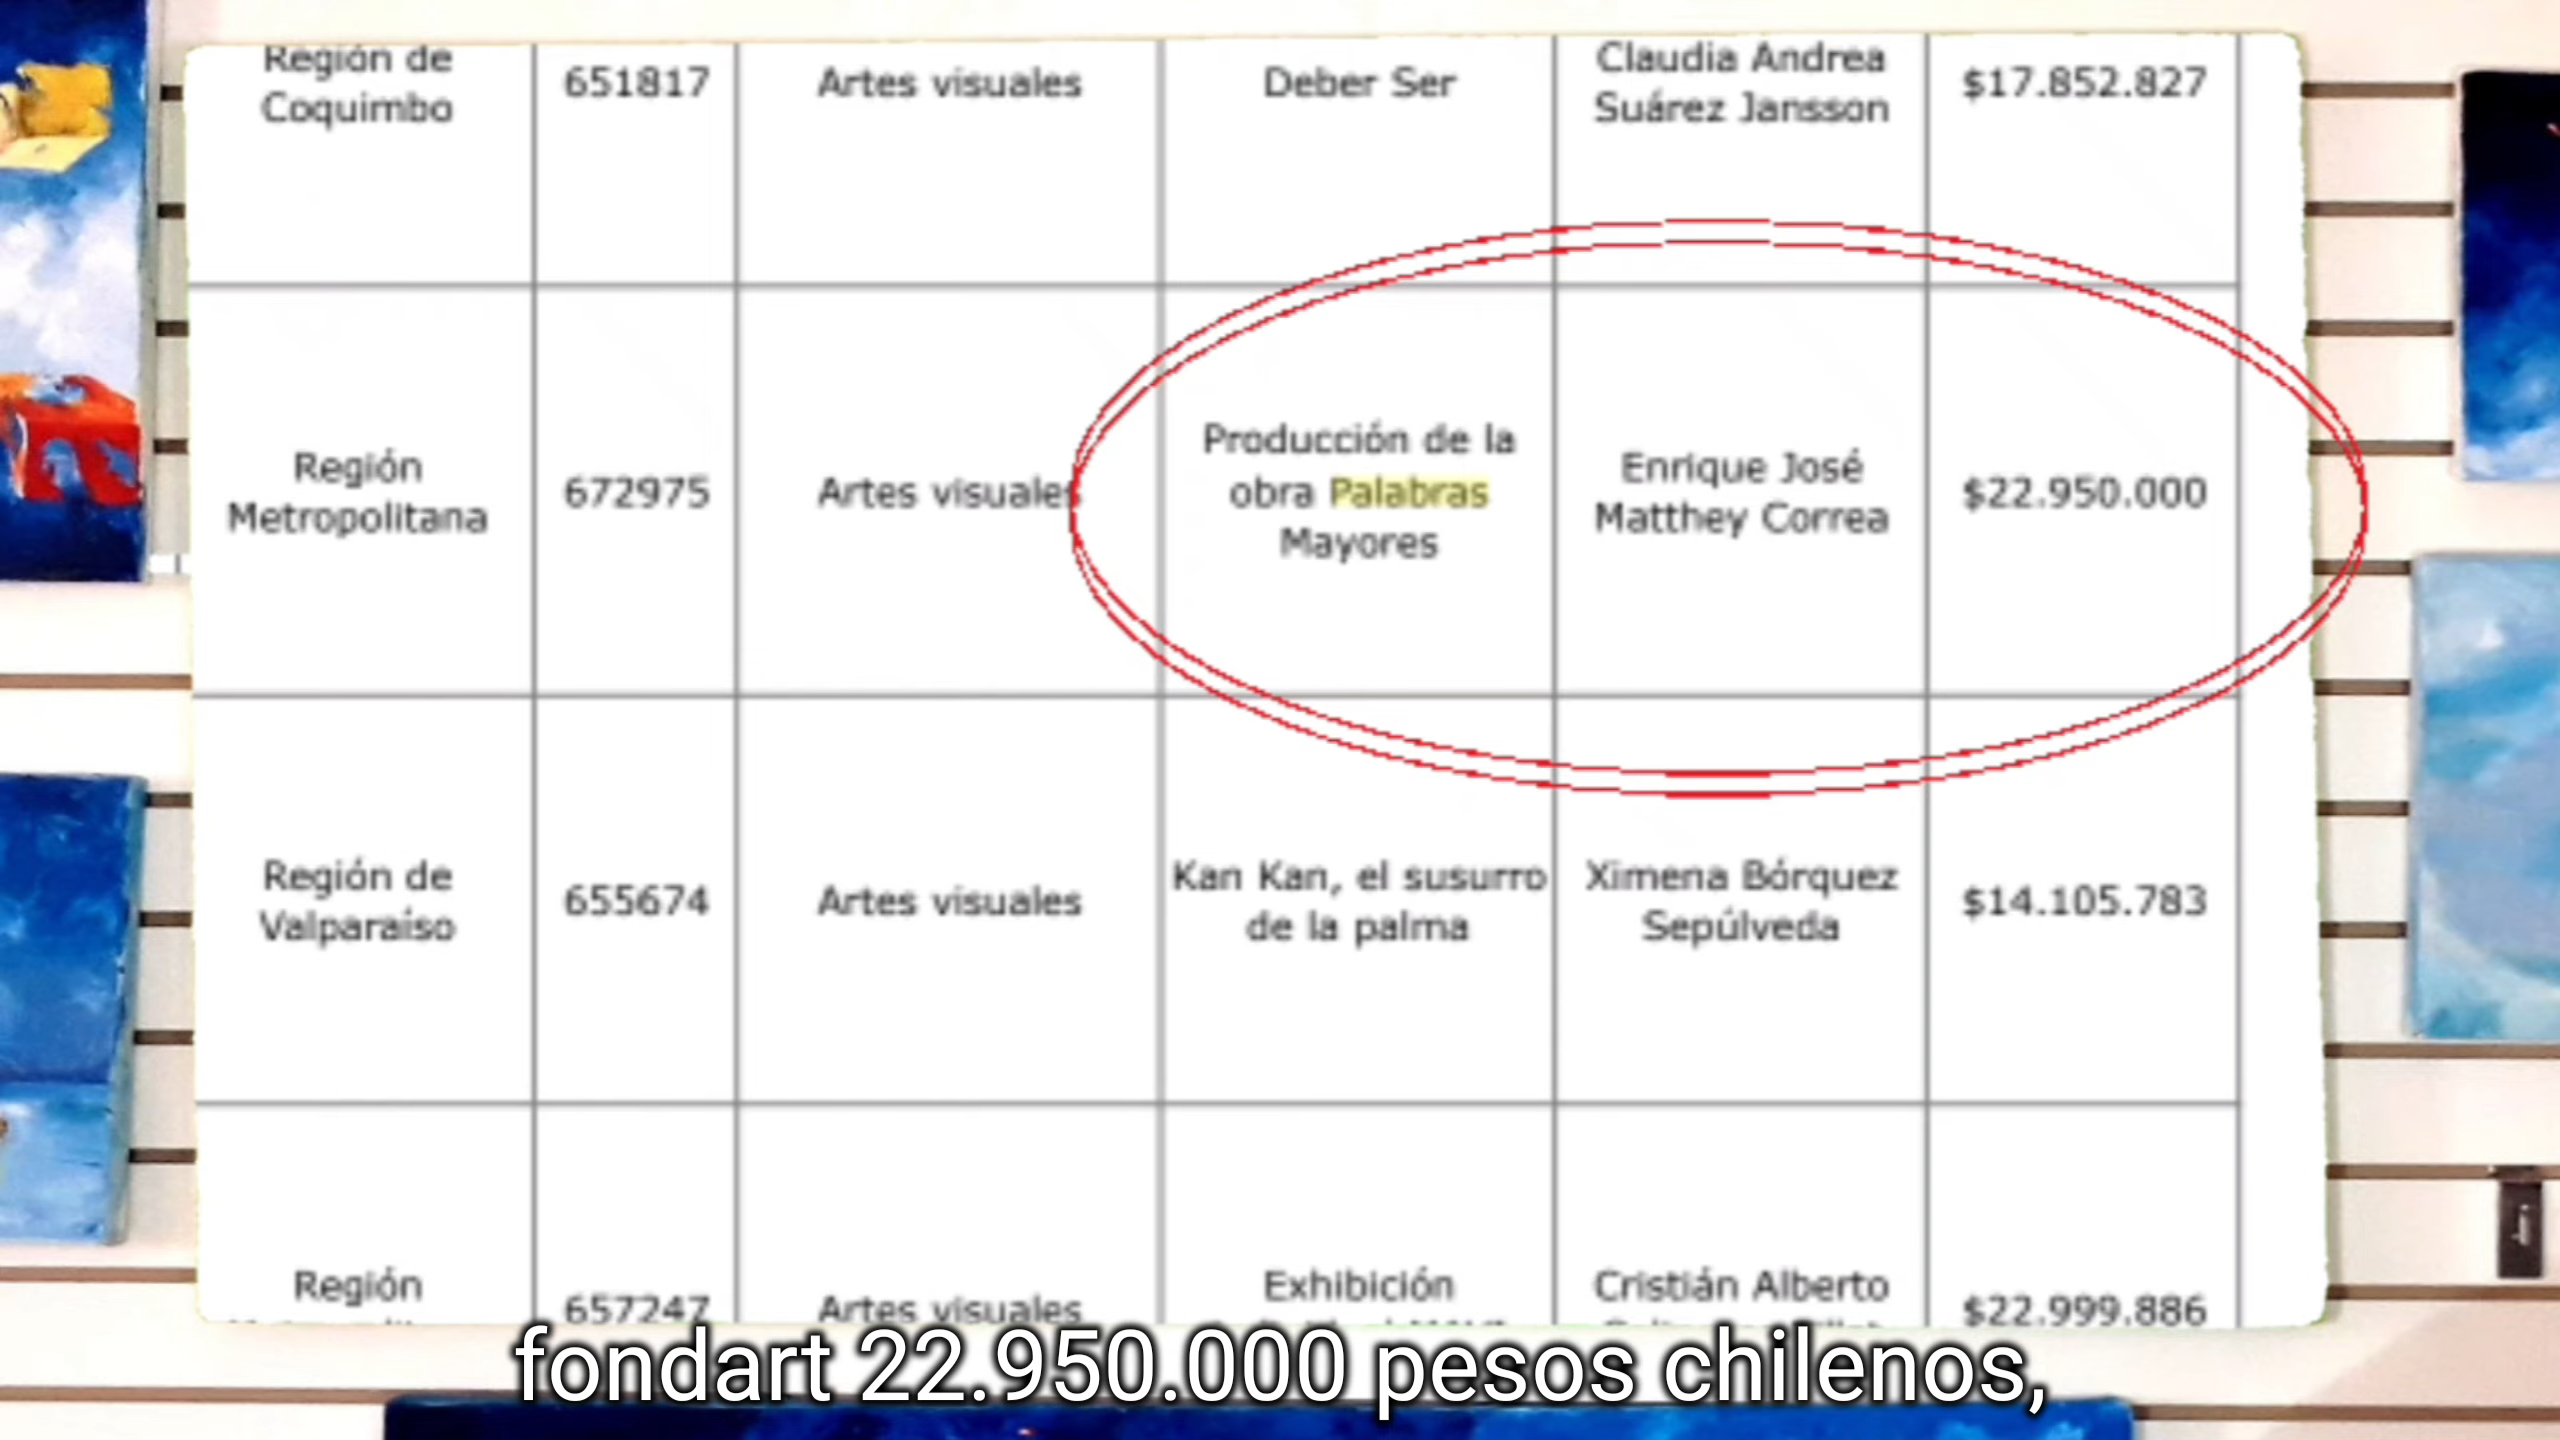 Región de
Coquimbo
651817
Artes visuales
Deber Ser
Claudia Andrea
Suárez Jansson
$17.852.827
Región
Metropolitana
672975
Artes visuales
Producción de la
obra Palabras
Mayores
Enrique José
Matthey Correa
$22.950.000
Región de
Valparaíso
655674
Artes visuales
Kan Kan, el susurro
de la palma
Ximena Bórquez
Sepúlveda
$14.105.783
Región
657247
Artes visuales
Exhibición
Cristián Alberto
$22.999.886
fondart 22.950.000 pesos chilenos,